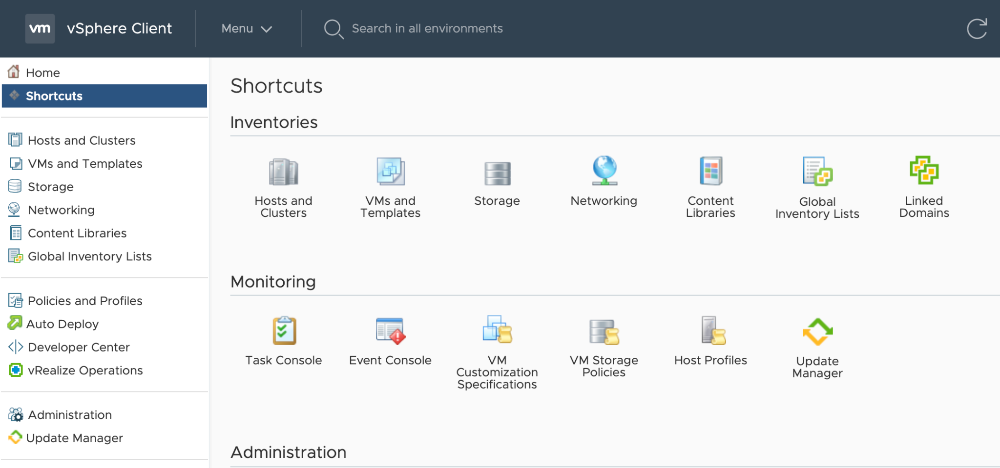 vm vSphere Client Menu Search in all environments
Home
Shortcuts
Hosts and Clusters
VMs and Templates
Storage
Networking
Content Libraries
Global Inventory Lists
Policies and Profiles
Auto Deploy
Developer Center
vRealize Operations
Administration
Update Manager
Shortcuts
Inventories
Hosts and
Clusters
VMs and
Templates
Storage
Networking
Content
Libraries
Global
Inventory Lists
Linked
Domains
Monitoring
Task Console
Event Console
VM
Customization
Specifications
VM Storage
Policies
Host Profiles
Update
Manager
Administration